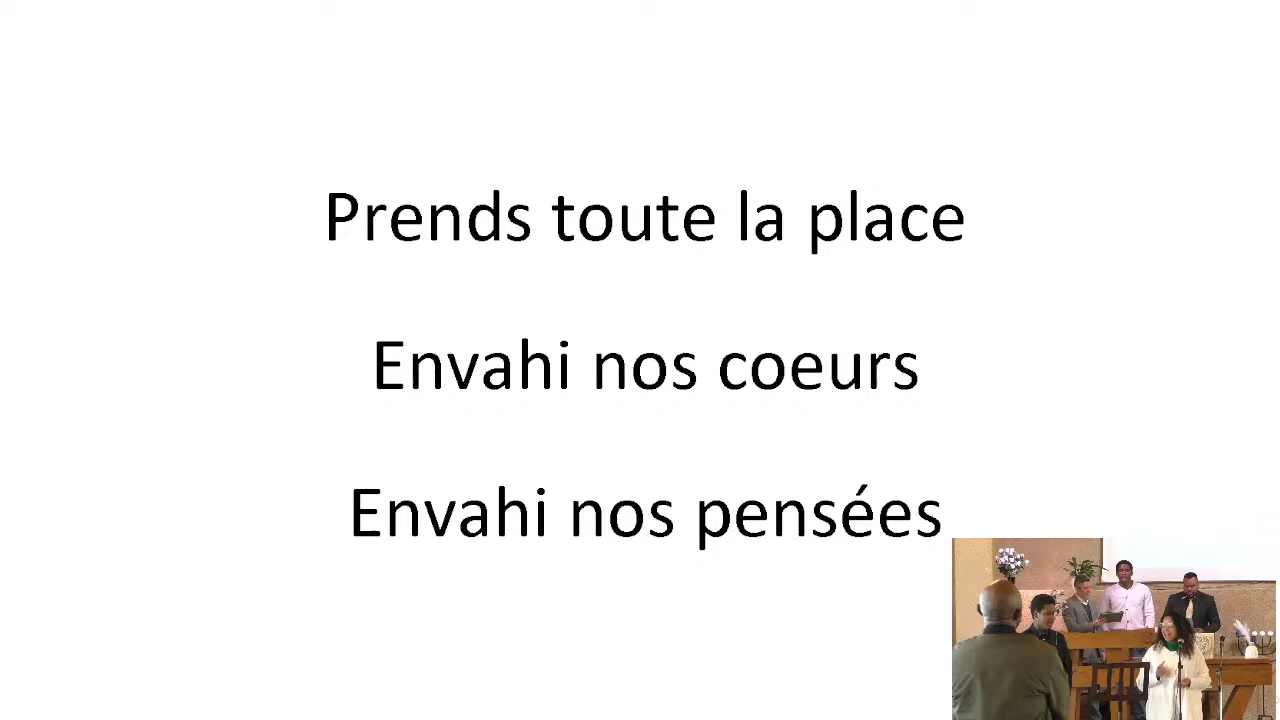 Prends toute la place
Envahi nos coeurs
Envahi nos pensées